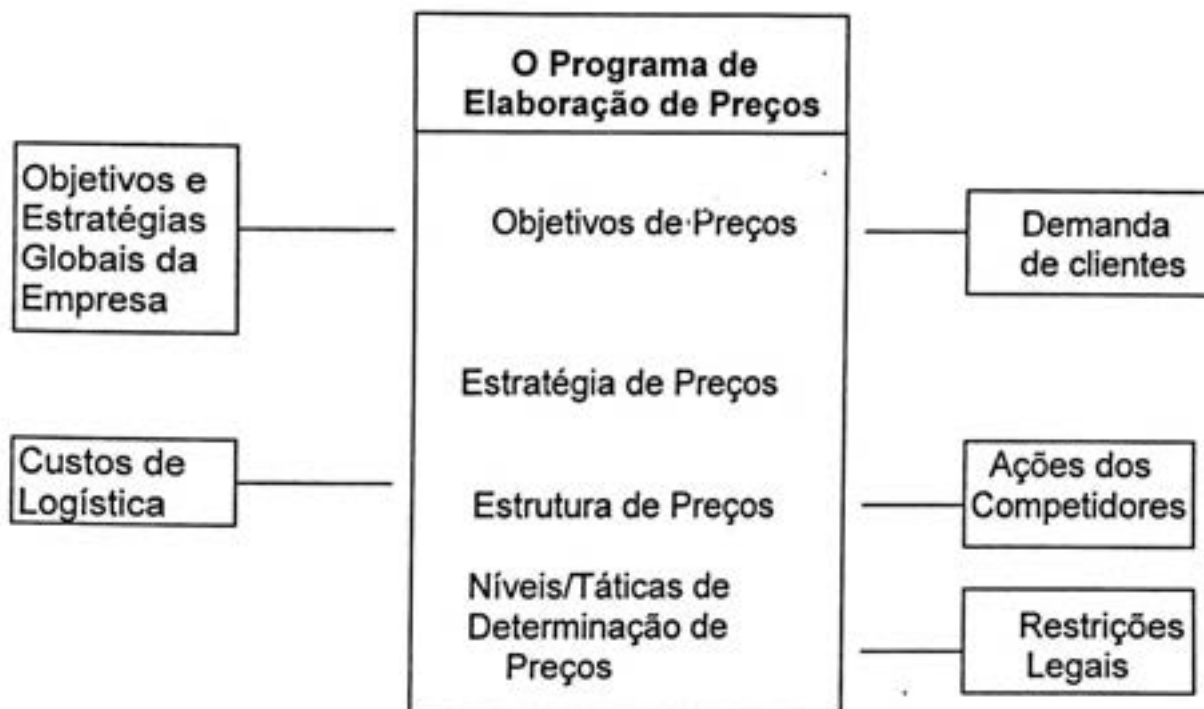 O Programa de
Elaboração de Preços
Objetivos e
Estratégias
Globais da
Empresa
Objetivos de Preços
Demanda
de clientes
Estratégia de Preços
Custos de
Logística
Estrutura de Preços
Ações dos
Competidores
Níveis/Táticas de
Determinação de
Preços
Restrições
Legais